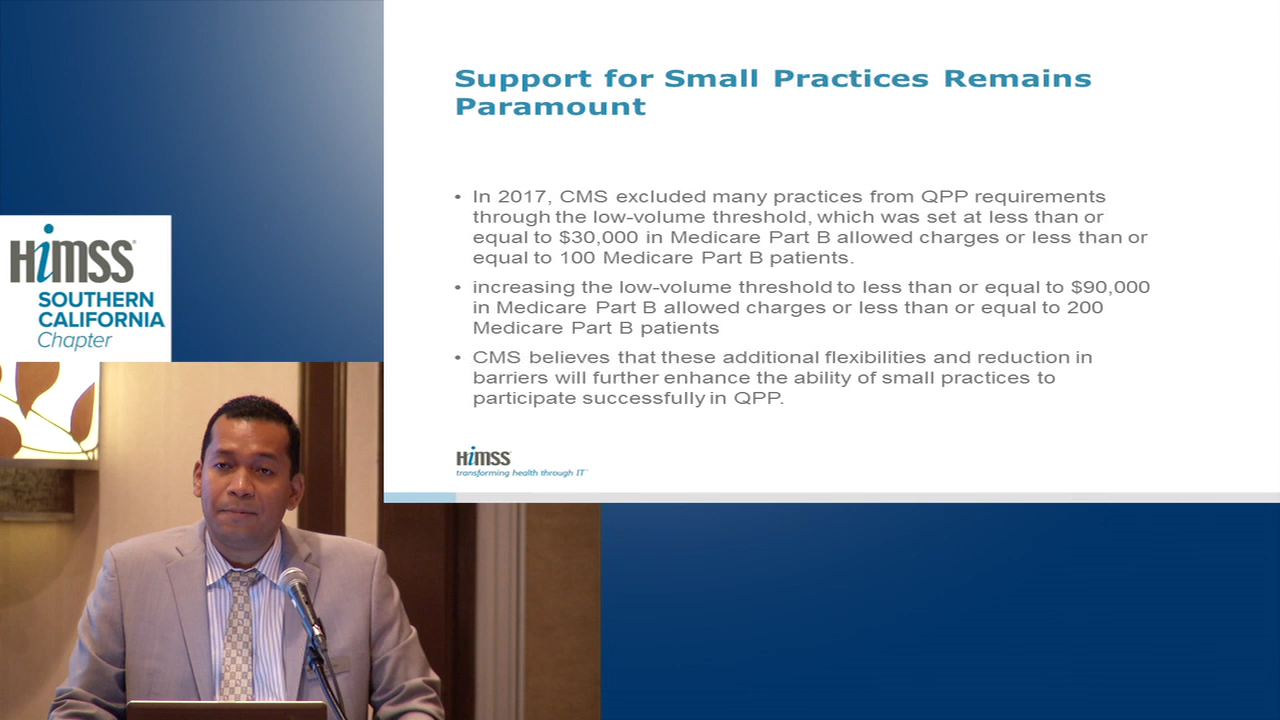 Support for Small Practices Remains
Paramount
• In 2017, CMS excluded many practices from QPP requirements
through the low-volume threshold, which was set at less than or
equal to $30,000 in Medicare Part B allowed charges or less than or
equal to 100 Medicare Part B patients.
• increasing the low-volume threshold to less than or equal to $90,000
in Medicare Part B allowed charges or less than or equal to 200
Medicare Part B patients
• CMS believes that these additional flexibilities and reduction in
barriers will further enhance the ability of small practices to
participate successfully in QPP.
HiMSS
transforming health through IT™
HiMSS®
SOUTHERN
CALIFORNIA
Chapter